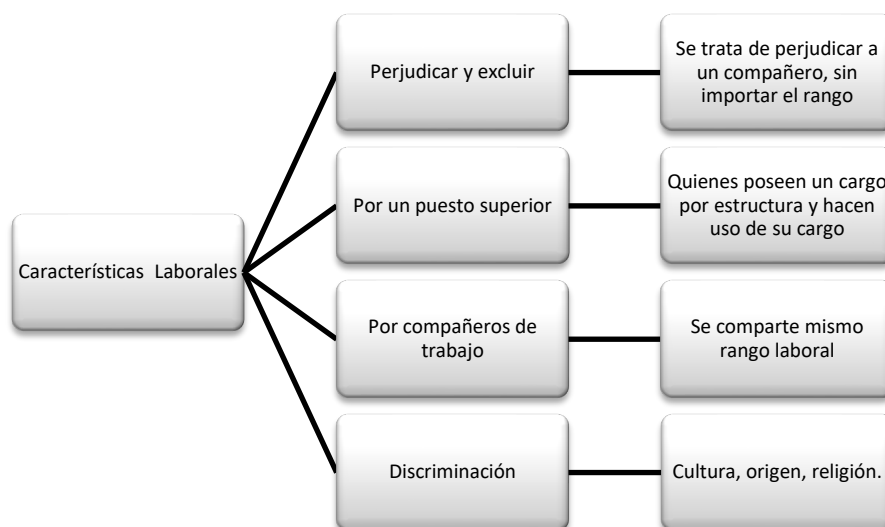 Perjudicar y excluir
Se trata de perjudicar a
un compañero, sin
importar el rango
Por un puesto superior
Quienes poseen un cargo
por estructura y hacen
uso de su cargo
Característícas  Laborales
Por compañeros de
trabajo
Se comparte mismo
rango laboral
Discriminación
Cultura, origen, religión.